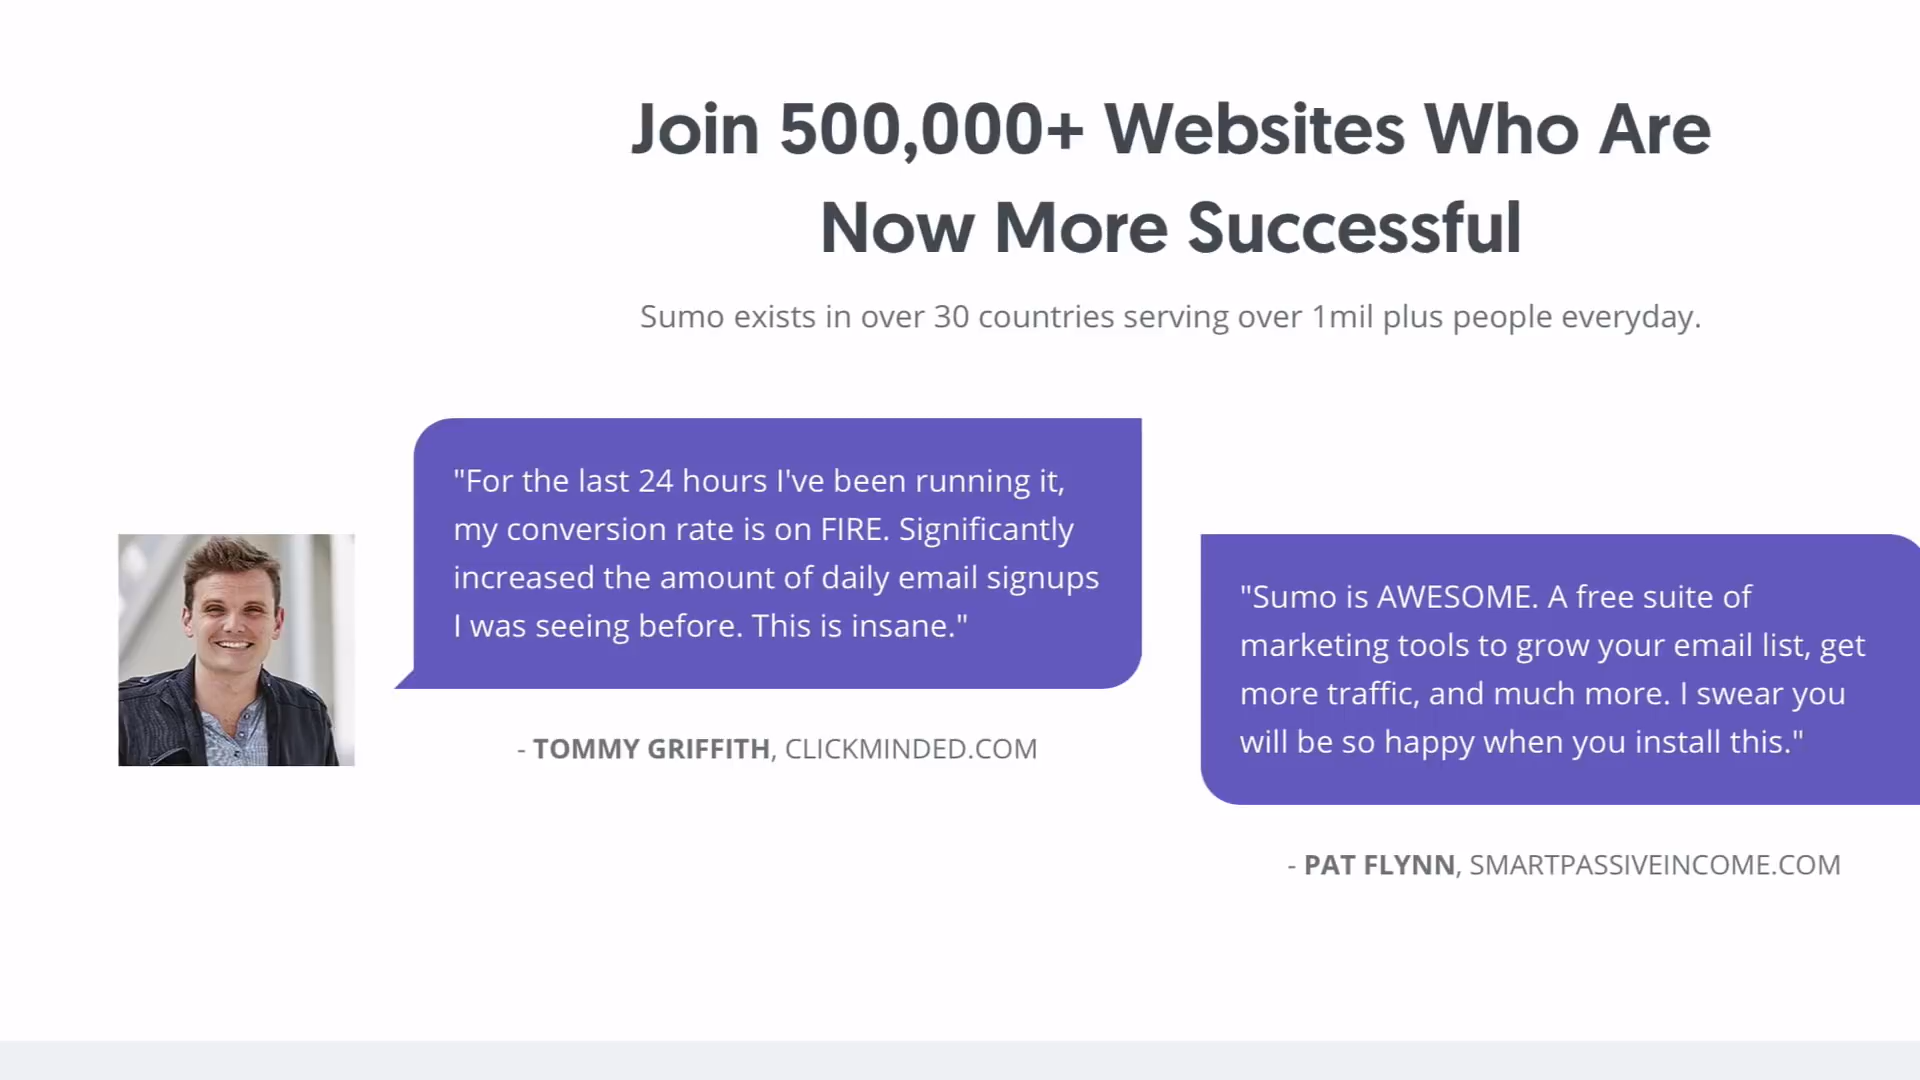 Join 500,000+ Websites Who Are
Now More Successful
Sumo exists in over 30 countries serving over 1mil plus people everyday.
"For the last 24 hours I've been running it,
my conversion rate is on FIRE. Significantly
increased the amount of daily email signups
I was seeing before. This is insane."
- TOMMY GRIFFITH, CLICKMINDED.COM
"Sumo is AWESOME. A free suite of
marketing tools to grow your email list, get
more traffic, and much more. I swear you
will be so happy when you install this."
- PAT FLYNN, SMARTPASSIVEINCOME.COM